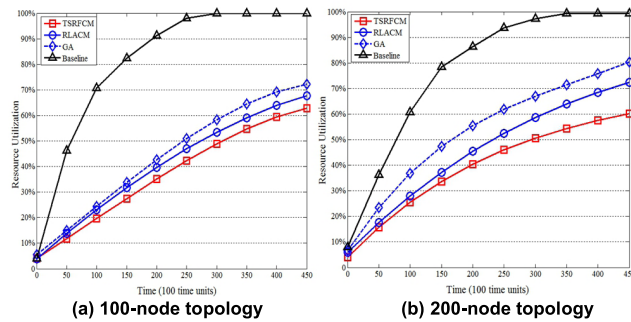 100%
90%
80%
70%
60%
50%
40%
30%
20%
10%
0
Resource Utilization
TSRFCM
RLACM
GA
Baseline
0 50 100 150 200 250 300 350 400 450
Time (100 time units)
(a) 100-node topology
100%
90%
80%
70%
60%
50%
40%
30%
20%
10%
0
Resource Utilization
TSRFCM
RLACM
GA
Baseline
0 50 100 150 200 250 300 350 400 45
Time (100 time units)
(b) 200-node topology